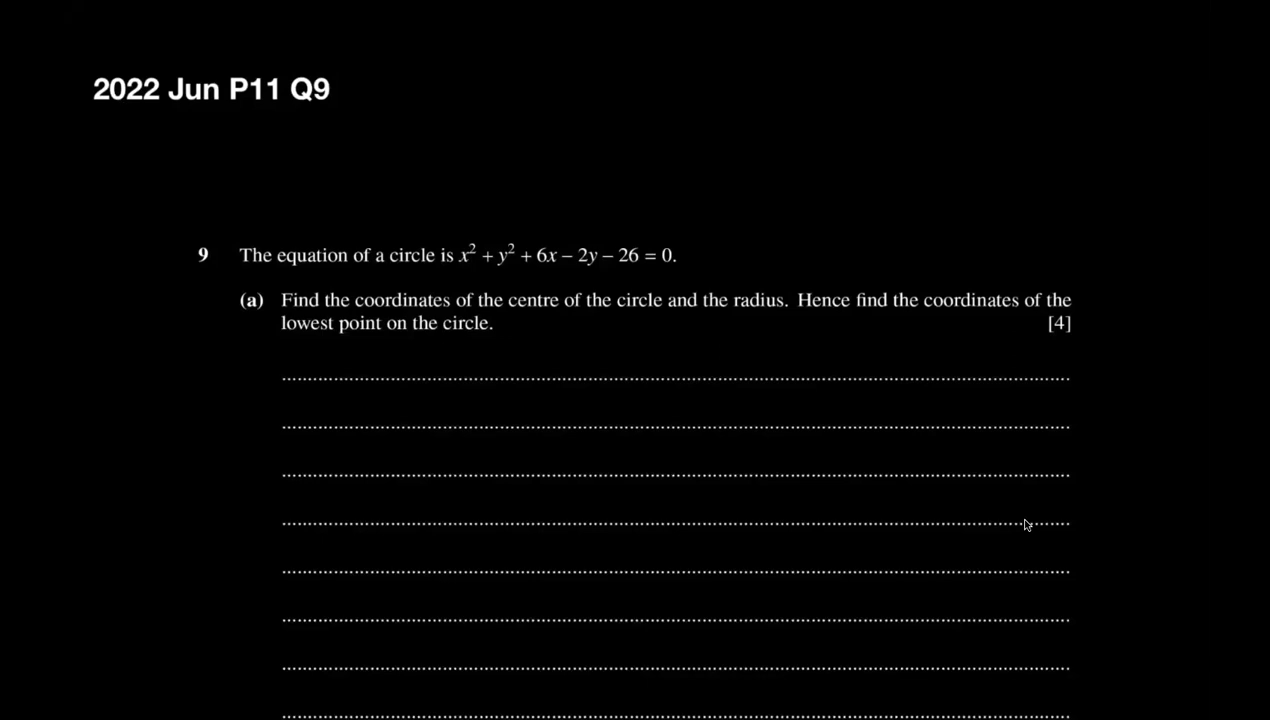 2022 Jun P11 Q9
9 The equation of a circle is x² + y² + 6x − 2y − 26 = 0.
(a) Find the coordinates of the centre of the circle and the radius. Hence find the coordinates of the
lowest point on the circle. [4]